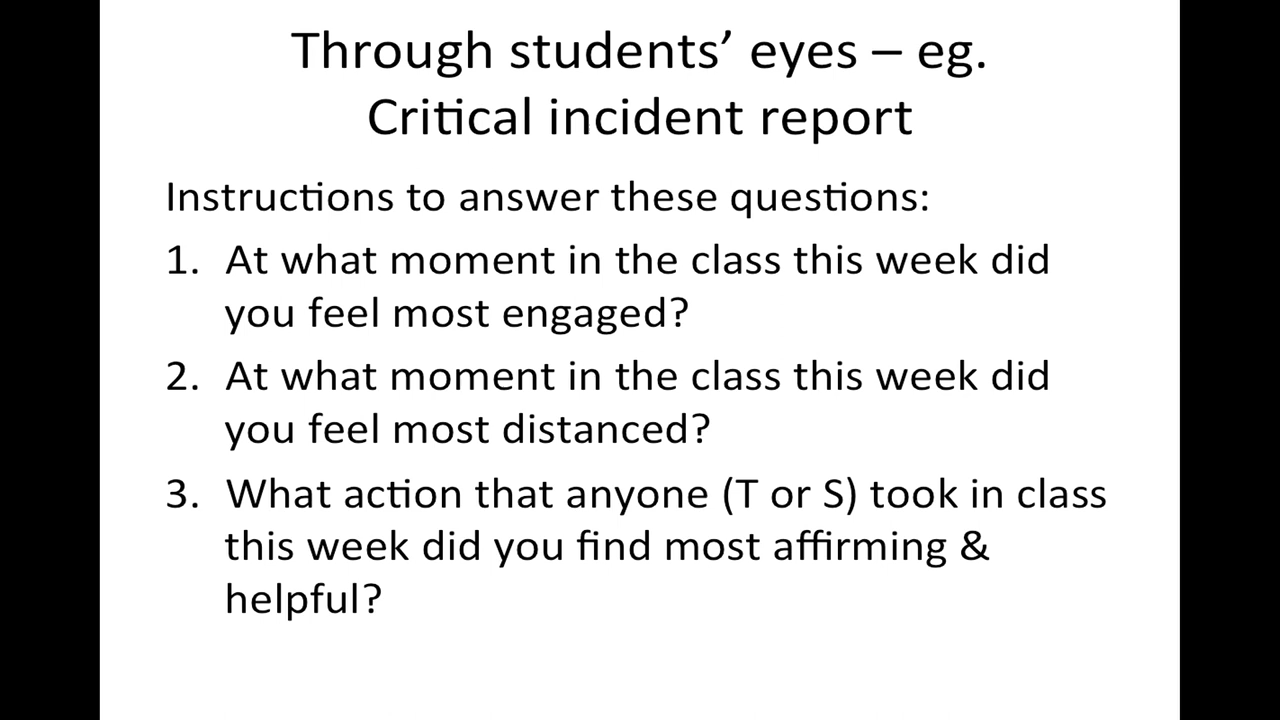 Through students’ eyes – eg.
Critical incident report
Instructions to answer these questions:
1. At what moment in the class this week did
you feel most engaged?
2. At what moment in the class this week did
you feel most distanced?
3. What action that anyone (T or S) took in class
this week did you find most affirming &
helpful?